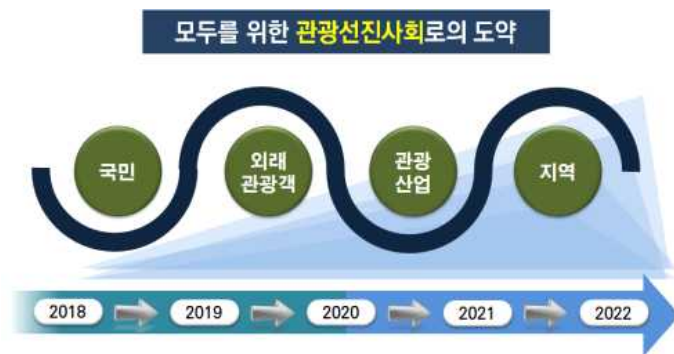 모두를 위한 관광선진사회로의 도약
국민
외래
관광객
관광
산업
지역
2018
2019
2020
2021
2022